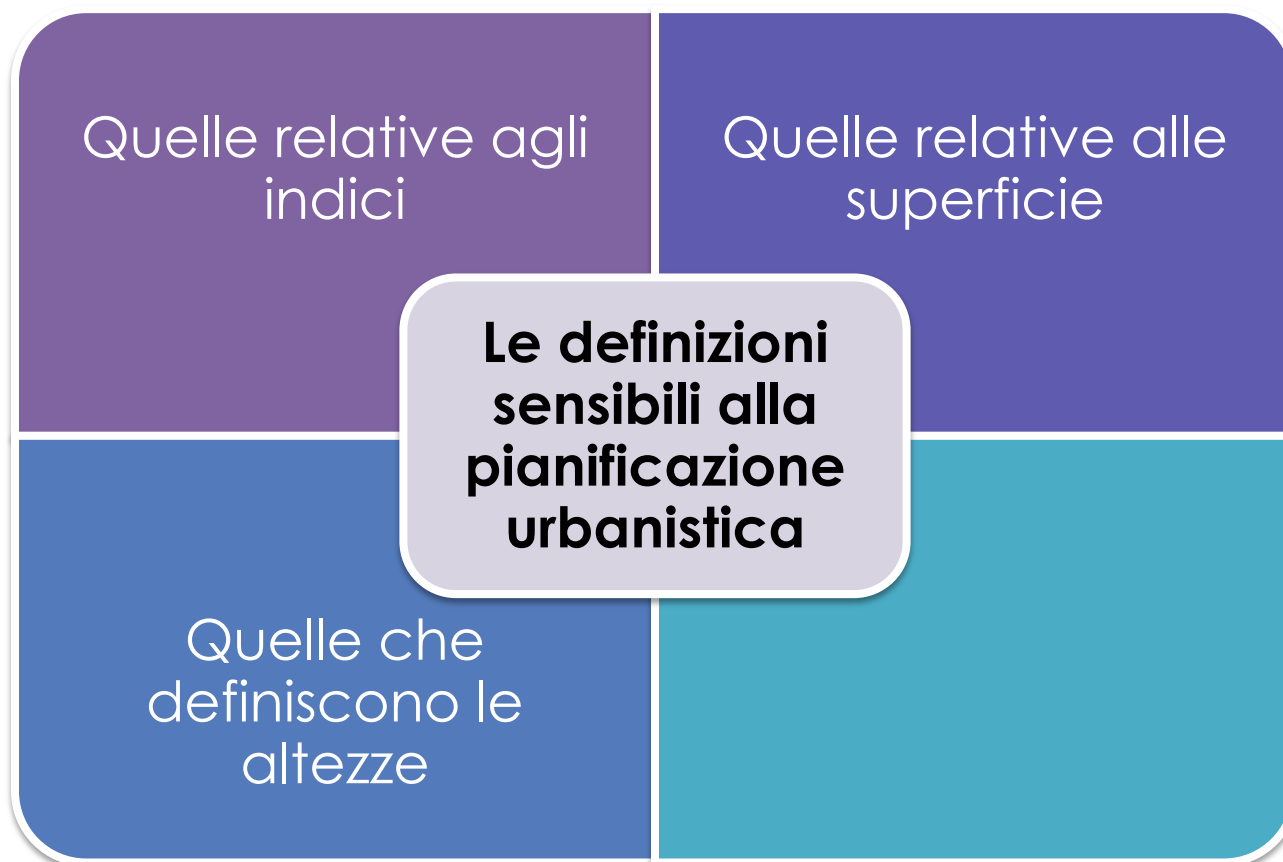 Quelle relative agli
indici
Quelle relative alle
superficie
Le definizioni
sensibili alla
pianificazione
urbanistica
Quelle che
definiscono le
altezze